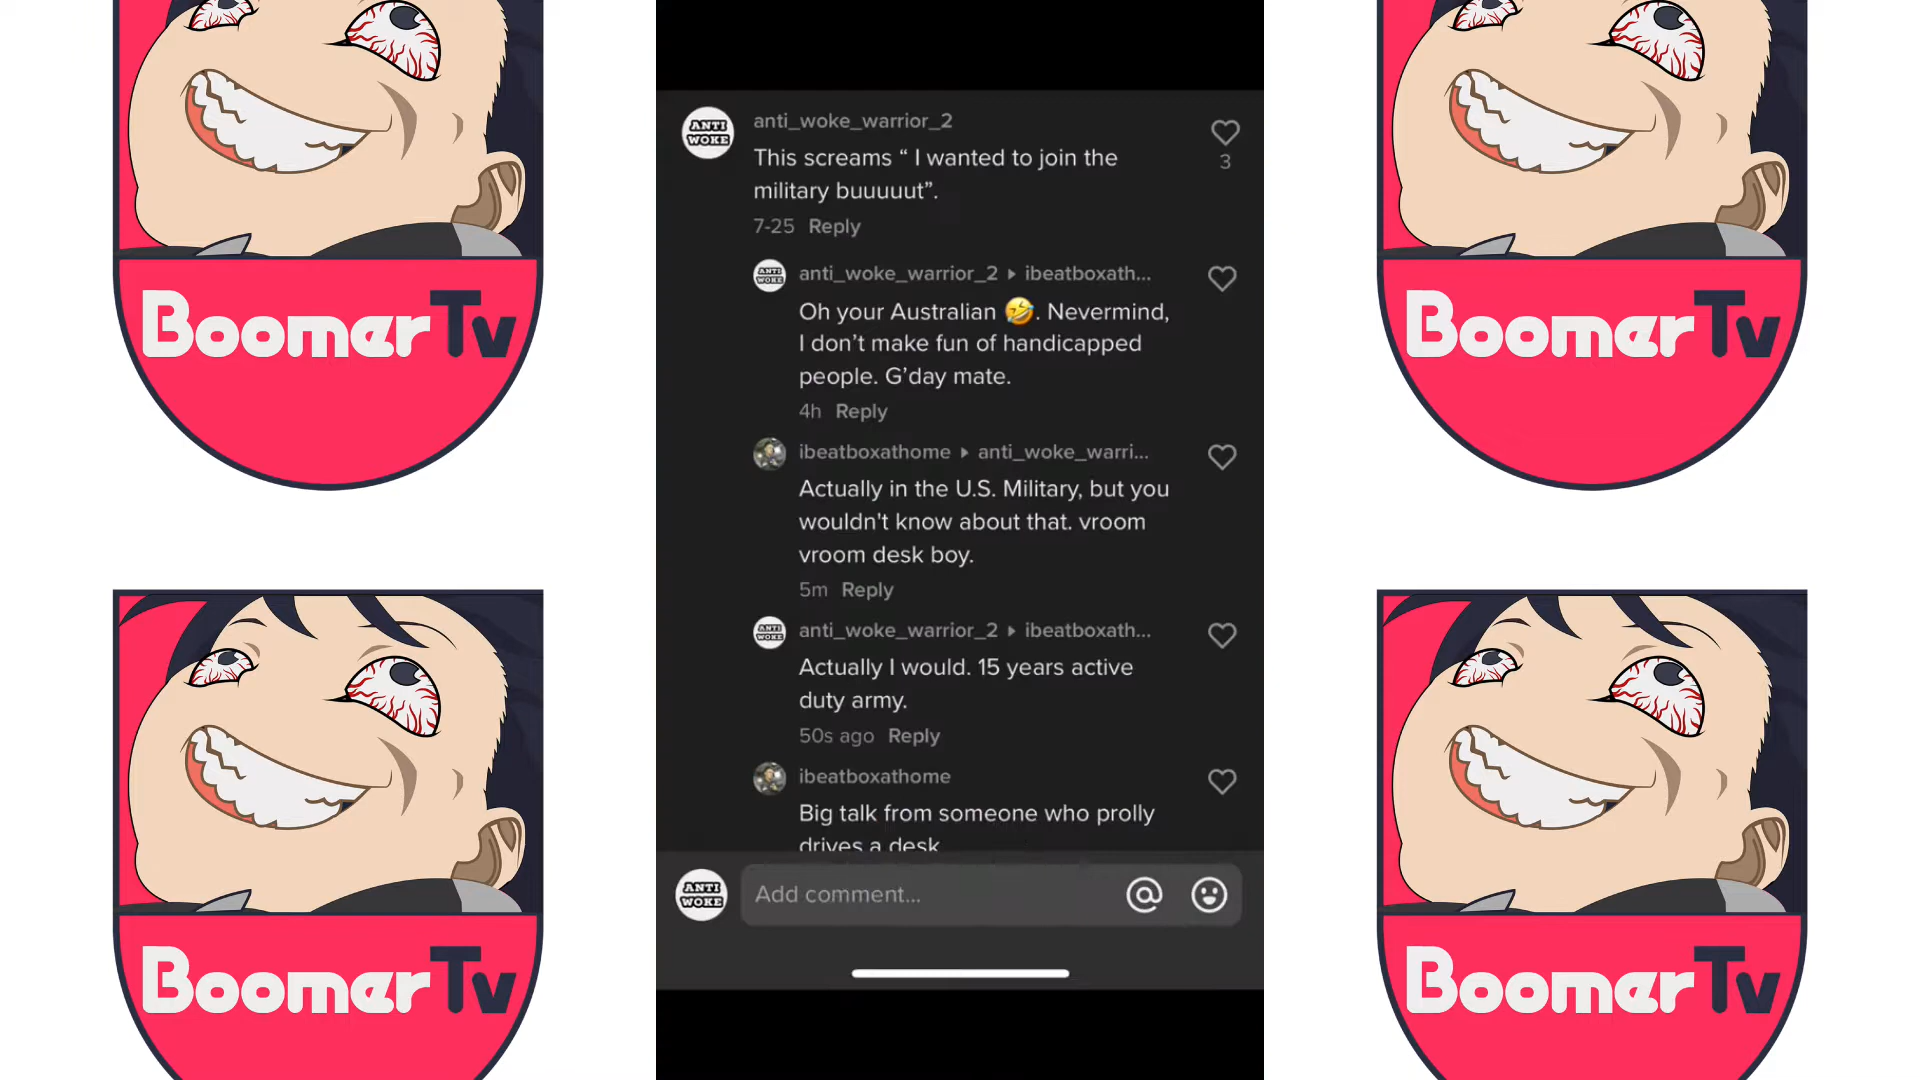 ANTI
WOKE
anti_woke_warrior_2
This screams “ I wanted to join the
military buuuuut”.
3
7-25 Reply
ANTI
WOKE
anti_woke_warrior_2 ▸ ibeatboxath...
Oh your Australian 🤣. Nevermind,
I don’t make fun of handicapped
people. G’day mate.
4h Reply
ibeatboxathome ▸ anti_woke_warri...
Actually in the U.S. Military, but you
wouldn't know about that. vroom
vroom desk boy.
5m Reply
ANTI
WOKE
anti_woke_warrior_2 ▸ ibeatboxath...
Actually I would. 15 years active
duty army.
50s ago Reply
ibeatboxathome
Big talk from someone who prolly
drives a desk
ANTI
WOKE
Add comment...
@
BoomerTv
BoomerTv
BoomerTv
BoomerTv